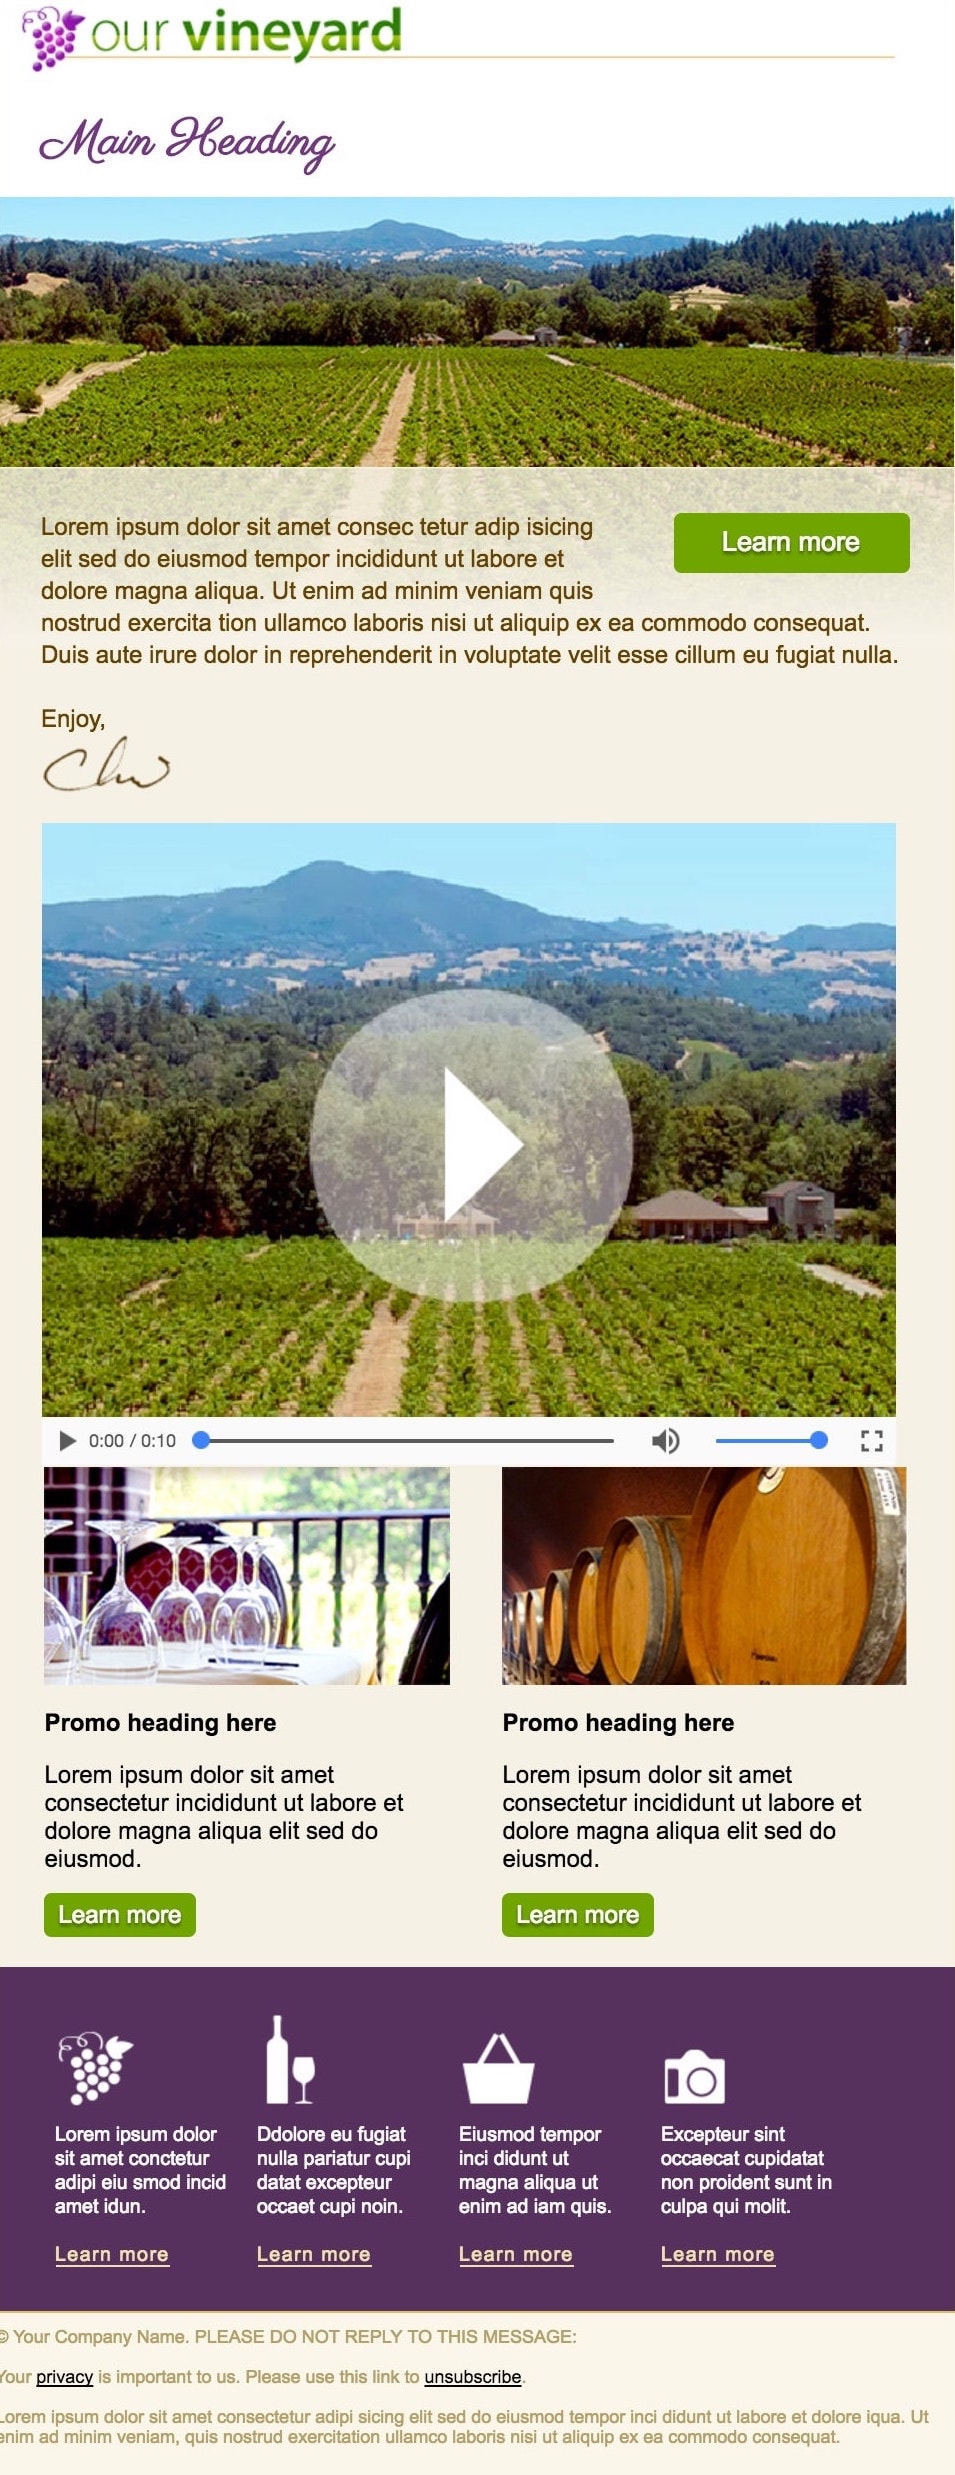 our vineyard
Main Heading
Lorem ipsum dolor sit amet consec tetur adip isicing
elit sed do eiusmod tempor incididunt ut labore et
dolore magna aliqua. Ut enim ad minim veniam quis
nostrud exercita tion ullamco laboris nisi ut aliquip ex ea commodo consequat.
Duis aute irure dolor in reprehenderit in voluptate velit esse cillum eu fugiat nulla.
Learn more
Enjoy,
0:00 / 0:10
Promo heading here
Lorem ipsum dolor sit amet
consectetur incididunt ut labore et
dolore magna aliqua elit sed do
eiusmod.
Learn more
Promo heading here
Lorem ipsum dolor sit amet
consectetur incididunt ut labore et
dolore magna aliqua elit sed do
eiusmod.
Learn more
Lorem ipsum dolor
sit amet conctetur
adipi eiu smod incid
amet idun.
Learn more
Ddolore eu fugiat
nulla pariatur cupi
datat excepteur
occaet cupi noin.
Learn more
Eiusmod tempor
inci didunt ut
magna aliqua ut
enim ad iam quis.
Learn more
Excepteur sint
occaecat cupidatat
non proident sunt in
culpa qui molit.
Learn more
© Your Company Name. PLEASE DO NOT REPLY TO THIS MESSAGE:
Your privacy is important to us. Please use this link to unsubscribe.
Lorem ipsum dolor sit amet consectetur adipi sicing elit sed do eiusmod tempor inci didunt ut labore et dolore iqua. Ut
enim ad minim veniam, quis nostrud exercitation ullamco laboris nisi ut aliquip ex ea commodo consequat.